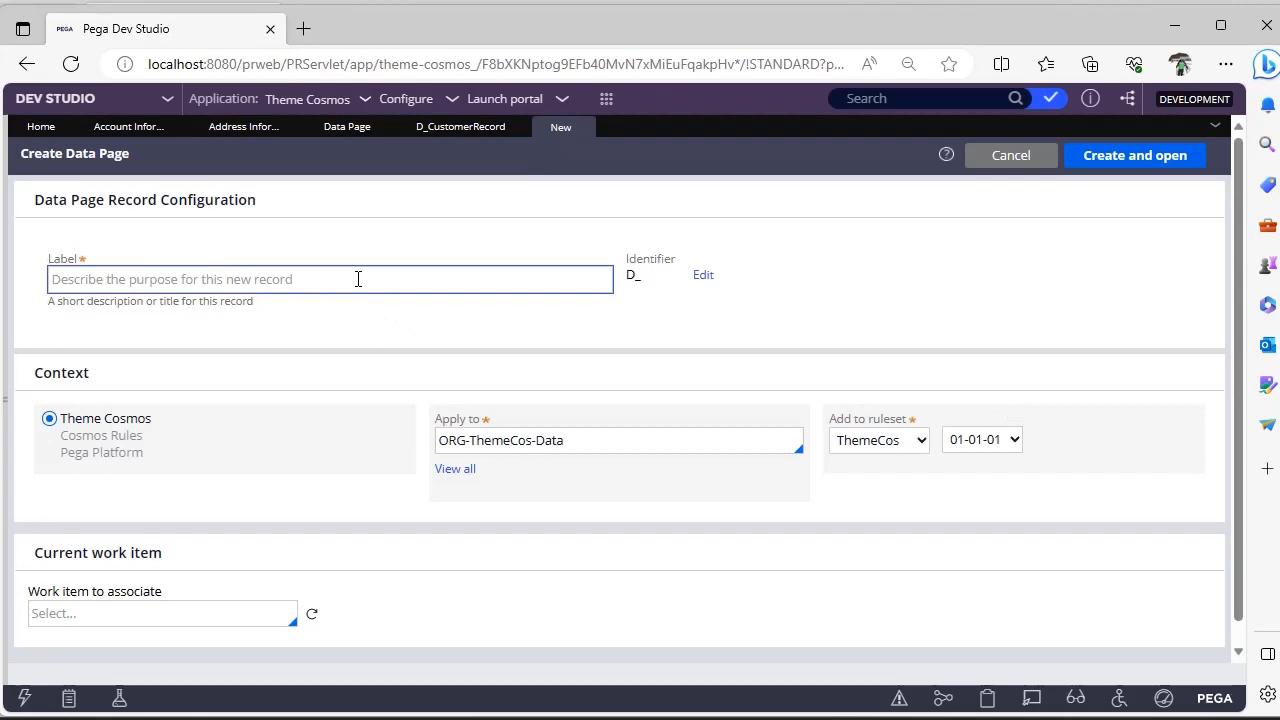 PEGA Pega Dev Studio
localhost:8080/prweb/PRServlet/app/theme-cosmos_/F8bXKNptog9EFb40MvN7xMiEuFqakpHv*/!STANDARD?p...
DEV STUDIO Application: Theme Cosmos Configure Launch portal Search DEVELOPMENT
Home Account Infor... Address Infor... Data Page D_CustomerRecord New
Create Data Page Cancel Create and open
Data Page Record Configuration
Label* Identifier
Describe the purpose for this new record D_ Edit
A short description or title for this record
Context
Theme Cosmos Apply to* Add to ruleset*
Cosmos Rules ORG-ThemeCos-Data ThemeCos 01-01-01
Pega Platform View all
Current work item
Work item to associate
Select...
PEGA